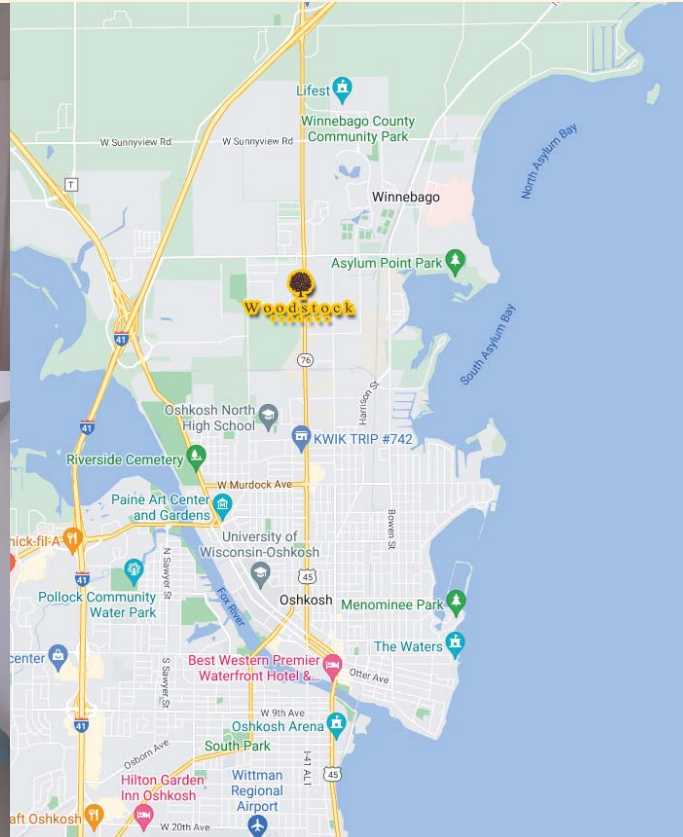 Lifest
Winnebago County
Community Park
W Sunnyview Rd
W Sunnyview Rd
North Asylum Bay
T
Winnebago
Asylum Point Park
Woodstock
South Asylum Bay
41
76
Harrison St
Oshkosh North
High School
41
KWIK TRIP #742
Riverside Cemetery
W Murdock Ave
Paine Art Center
and Gardens
Bowen St
hick-fil-A
University of
Wisconsin-Oshkosh
N Sawyer St
41
45
Pollock Community
Water Park
Fox River
Oshkosh
Menominee Park
The Waters
center
Best Western Premier
Waterfront Hotel &...
Otter Ave
S Sawyer St
W 9th Ave
41
Oshkosh Arena
South Park
Osborn Ave
I-41 ALT
45
Hilton Garden
Inn Oshkosh
Wittman
Regional
Airport
aft Oshkosh
W 20th Ave